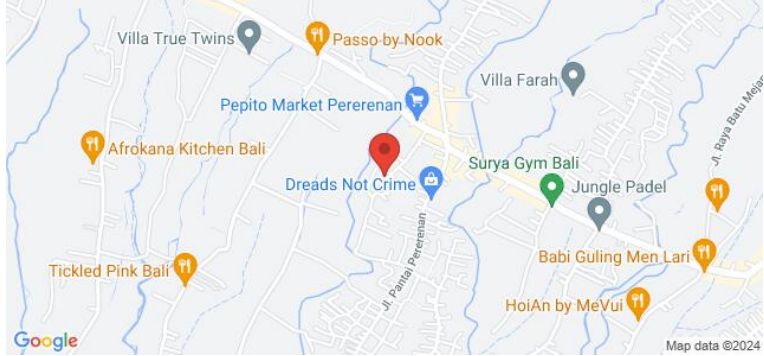 Villa True Twins
Passo by Nook
Villa Farah
Pepito Market Pererenan
Jl. Raya Batu Mejan
Afrokana Kitchen Bali
Surya Gym Bali
Dreads Not Crime
Jungle Padel
Jl. Pantai Pererenan
Babi Guling Men Lari
Tickled Pink Bali
HoiAn by MeVui
Google
Map data ©2024